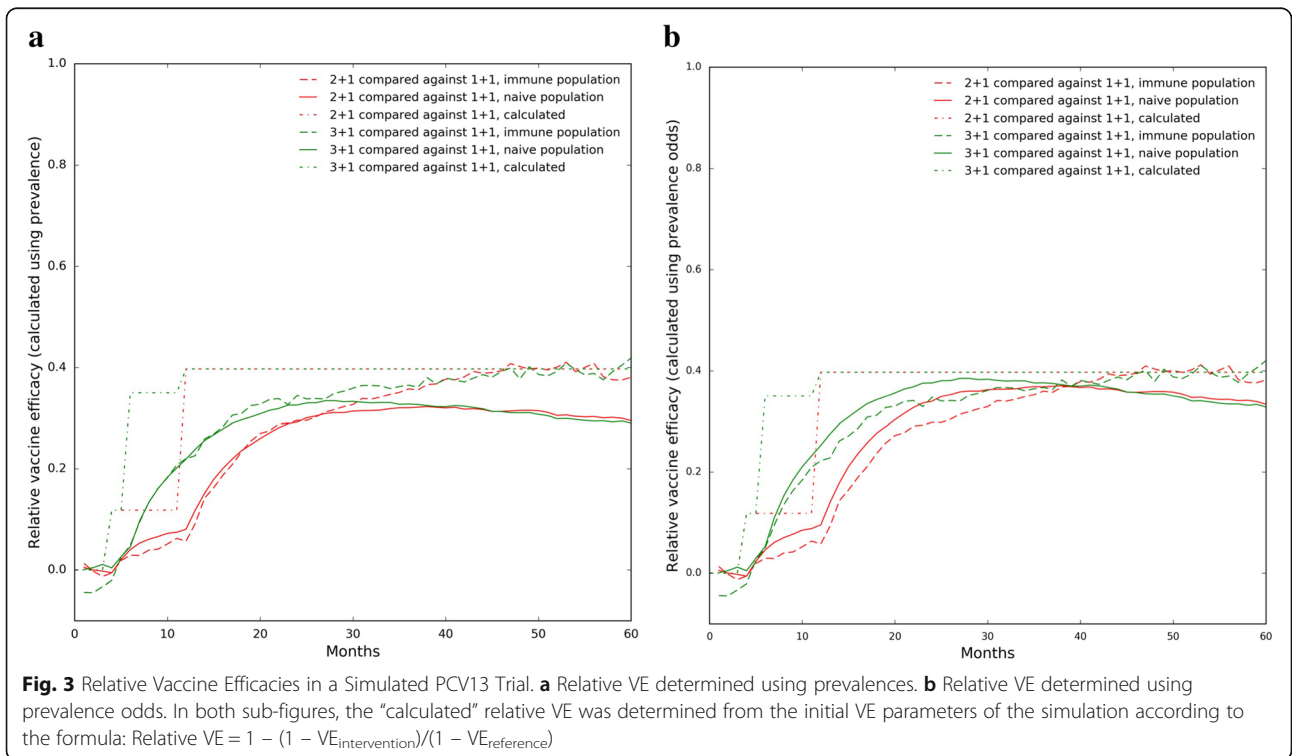 a
Relative vaccine efficacy (calculated using prevalence)
1.0
0.8
0.6
0.4
0.2
0.0
2+1 compared against 1+1, immune population
2+1 compared against 1+1, naive population
2+1 compared against 1+1, calculated
3+1 compared against 1+1, immune population
3+1 compared against 1+1, naive population
3+1 compared against 1+1, calculated
0 10 20 30 40 50 60
Months
b
Relative vaccine efficacy (calculated using prevalence odds)
1.0
0.8
0.6
0.4
0.2
0.0
2+1 compared against 1+1, immune population
2+1 compared against 1+1, naive population
2+1 compared against 1+1, calculated
3+1 compared against 1+1, immune population
3+1 compared against 1+1, naive population
3+1 compared against 1+1, calculated
0 10 20 30 40 50 60
Months
Fig. 3 Relative Vaccine Efficacies in a Simulated PCV13 Trial. a Relative VE determined using prevalences. b Relative VE determined using
prevalence odds. In both sub-figures, the “calculated” relative VE was determined from the initial VE parameters of the simulation according to
the formula: Relative VE = 1 – (1 – VEintervention)/(1 – VEreference)